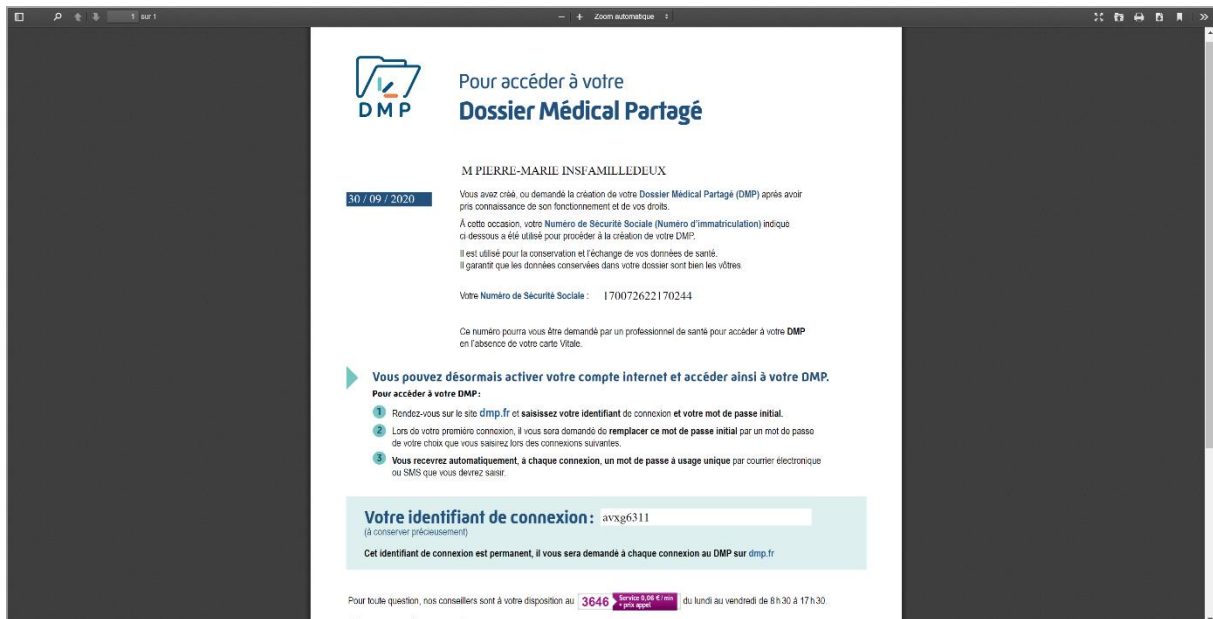 1 sur 1
Zoom automatique
DMP
Pour accéder à votre
Dossier Médical Partagé
M PIERRE-MARIE INSFAMILLEDEUX
30 / 09 / 2020
Vous avez créé, ou demandé la création de votre Dossier Médical Partagé (DMP) après avoir
pris connaissance de son fonctionnement et de vos droits.
À cette occasion, votre Numéro de Sécurité Sociale (Numéro d'immatriculation) indiqué
ci-dessous a été utilisé pour procéder à la création de votre DMP.
Il est utilisé pour la conservation et l'échange de vos données de santé.
Il garantit que les données conservées dans votre dossier sont bien les vôtres.
Votre Numéro de Sécurité Sociale : 170072622170244
Ce numéro pourra vous être demandé par un professionnel de santé pour accéder à votre DMP
en l'absence de votre carte Vitale.
Vous pouvez désormais activer votre compte internet et accéder ainsi à votre DMP.
Pour accéder à votre DMP :
1 Rendez-vous sur le site dmp.fr et saisissez votre identifiant de connexion et votre mot de passe initial.
2 Lors de votre première connexion, il vous sera demandé de remplacer ce mot de passe initial par un mot de passe
de votre choix que vous saisirez lors des connexions suivantes.
3 Vous recevrez automatiquement, à chaque connexion, un mot de passe à usage unique par courrier électronique
ou SMS que vous devrez saisir.
Votre identifiant de connexion : avxg6311
(à conserver précieusement)
Cet identifiant de connexion est permanent, il vous sera demandé à chaque connexion au DMP sur dmp.fr
Pour toute question, nos conseillers sont à votre disposition au 3646 Service 0,06 € / min + prix appel du lundi au vendredi de 8h30 à 17h30